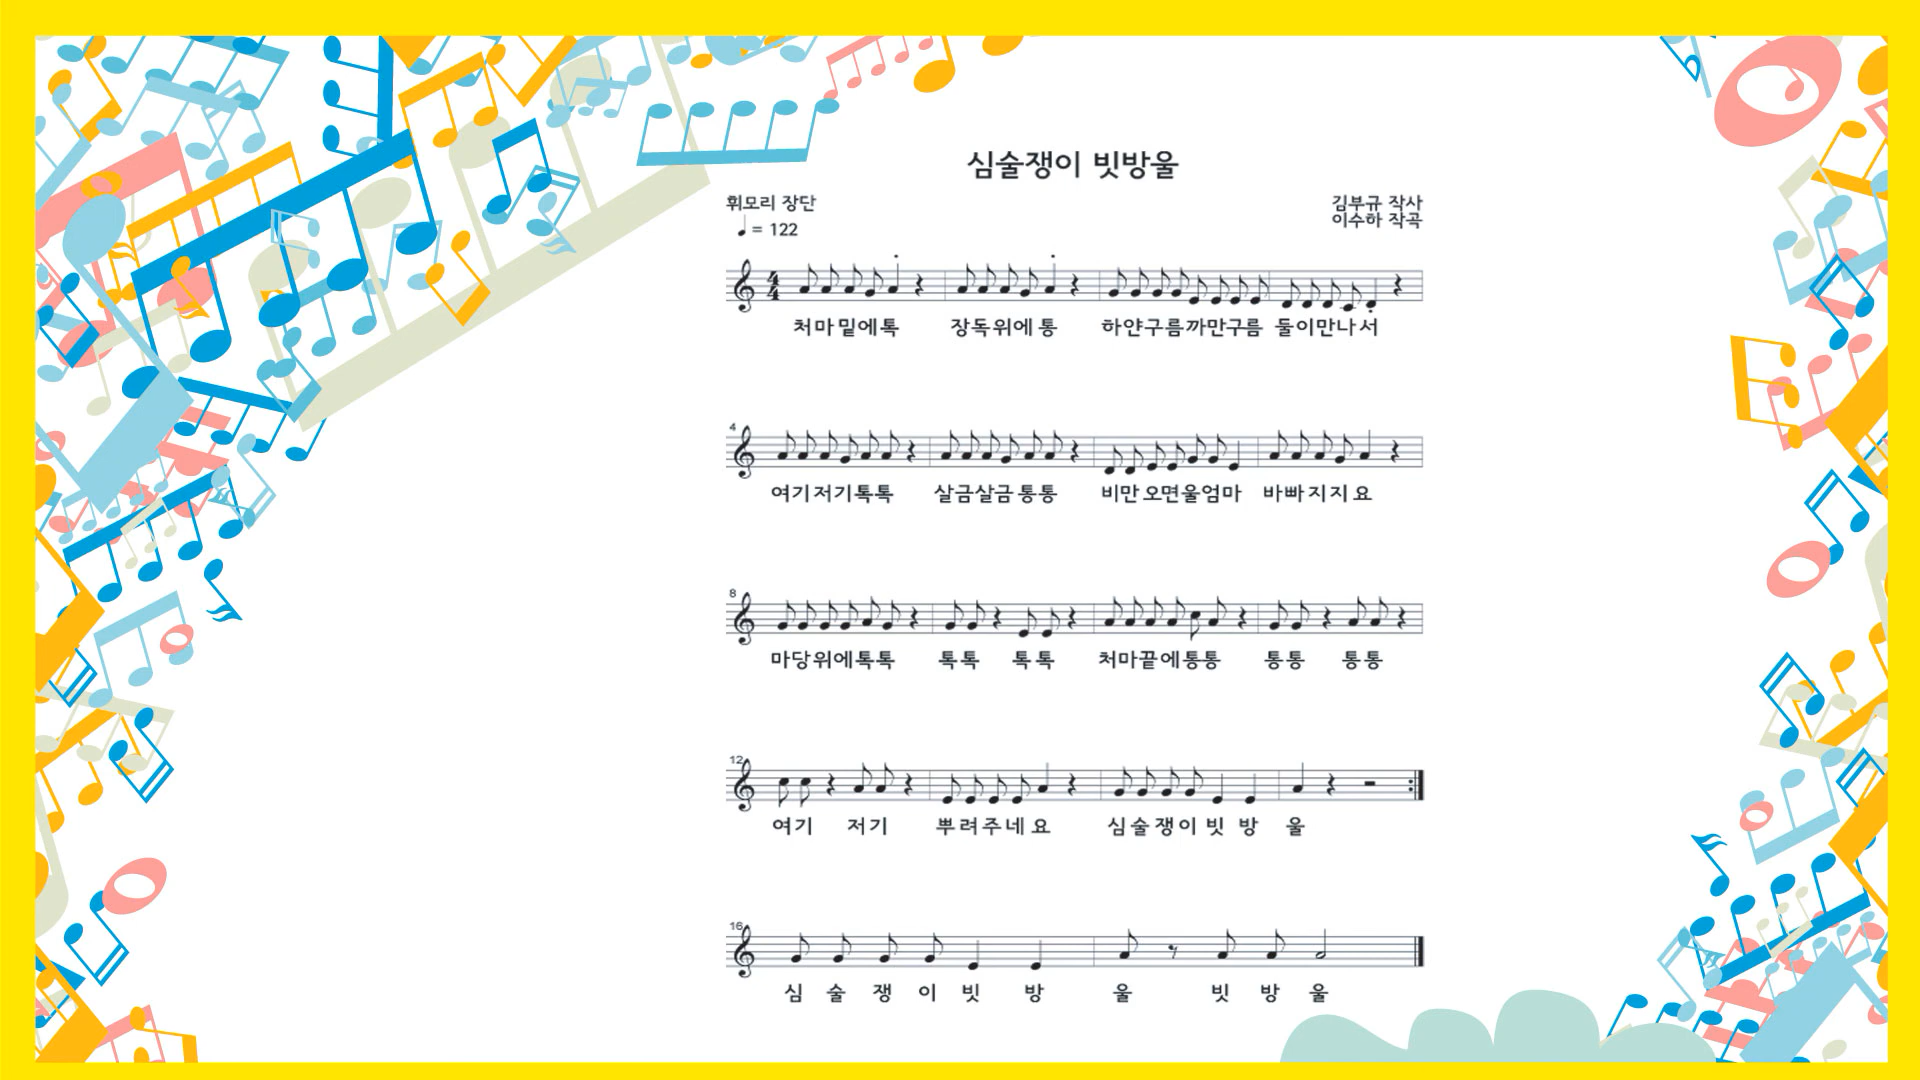 심술쟁이 빗방울
휘모리 장단
♩= 122
김부규 작사
이수하 작곡
처마밑에톡 장독위에통 하얀구름까만구름 둘이만나서
4
여기저기톡톡 살금살금통통 비만오면울엄마 바빠지지요
8
마당위에톡톡 톡톡 톡톡 처마끝에통통 통통 통통
12
여기 저기 뿌려주네요 심술쟁이 빗 방 울
16
심 술 쟁 이 빗 방 울 빗 방 울